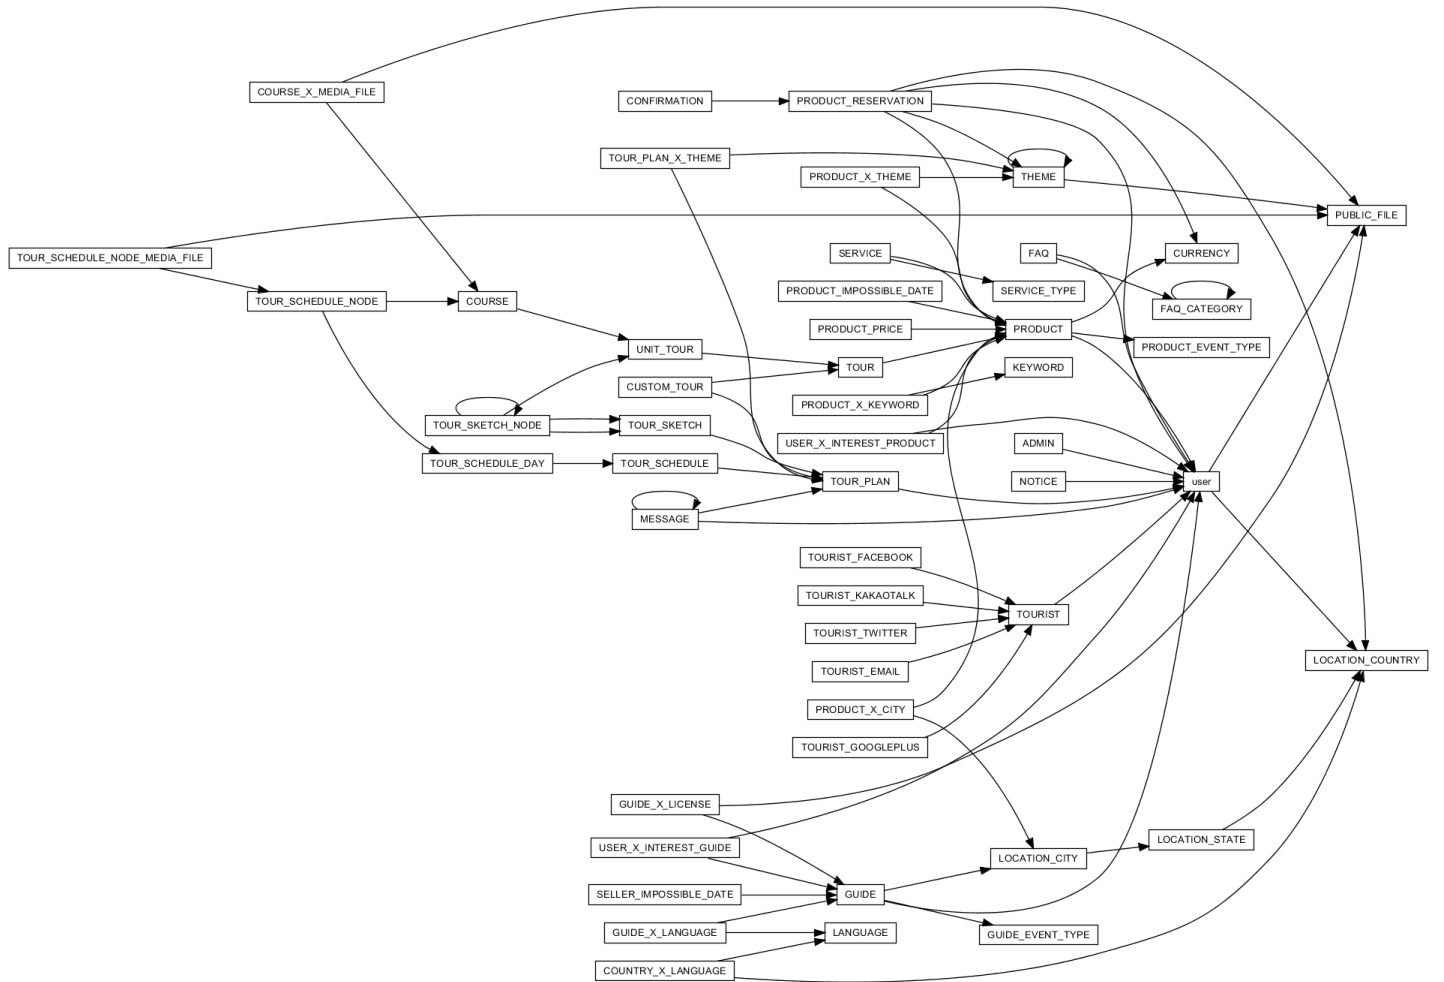 COURSE_X_MEDIA_FILE
CONFIRMATION
PRODUCT_RESERVATION
TOUR_PLAN_X_THEME
PRODUCT_X_THEME
THEME
PUBLIC_FILE
TOUR_SCHEDULE_NODE_MEDIA_FILE
SERVICE
FAQ
CURRENCY
TOUR_SCHEDULE_NODE
COURSE
PRODUCT_IMPOSSIBLE_DATE
SERVICE_TYPE
FAQ_CATEGORY
PRODUCT_PRICE
PRODUCT
UNIT_TOUR
PRODUCT_EVENT_TYPE
TOUR
KEYWORD
CUSTOM_TOUR
PRODUCT_X_KEYWORD
TOUR_SKETCH_NODE
TOUR_SKETCH
USER_X_INTEREST_PRODUCT
ADMIN
TOUR_SCHEDULE_DAY
TOUR_SCHEDULE
TOUR_PLAN
NOTICE
user
MESSAGE
TOURIST_FACEBOOK
TOURIST_KAKAOTALK
TOURIST
TOURIST_TWITTER
LOCATION_COUNTRY
TOURIST_EMAIL
PRODUCT_X_CITY
TOURIST_GOOGLEPLUS
GUIDE_X_LICENSE
USER_X_INTEREST_GUIDE
LOCATION_CITY
LOCATION_STATE
SELLER_IMPOSSIBLE_DATE
GUIDE
GUIDE_X_LANGUAGE
LANGUAGE
GUIDE_EVENT_TYPE
COUNTRY_X_LANGUAGE